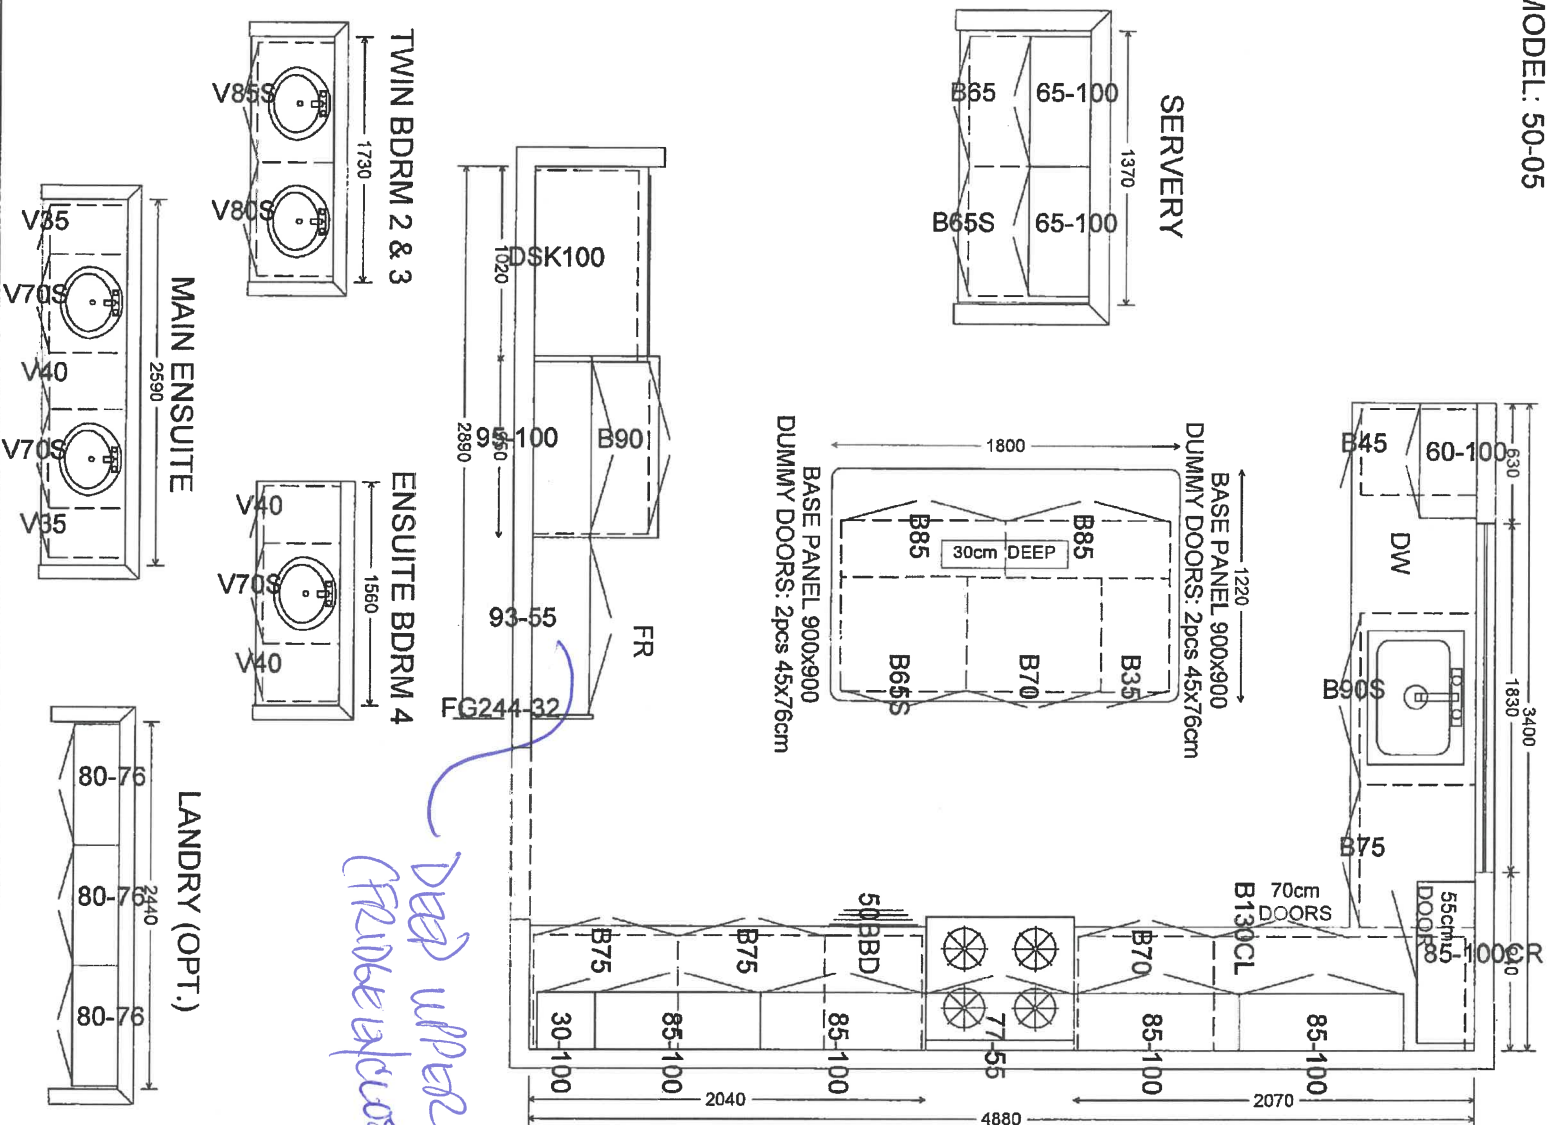 MODEL: 50-05
SERVERY
B65
65-100
B65S
65-100
1370
TWIN BDRM 2 & 3
V85S
V80S
1730
MAIN ENSUITE
V35
V70S
V40
V70S
V35
2590
ENSUITE BDRM 4
V40
V70S
V40
1560
LANDRY (OPT.)
80-76
80-76
80-76
2440
DSK100
1020
95-100
B90
2890
93-55
FR
FG244-32
DEEP UPPER
1800
1220
BASE PANEL 900x900
DUMMY DOORS: 2pcs 45x76cm
BASE PANEL 900x900
DUMMY DOORS: 2pcs 45x76cm
B85
B85
30cm DEEP
B65S
B70
B35
B45
60-100
630
DW
B90S
1830
3400
B75
70cm
DOORS
B130CL
55cm
DOOR
85-100CR
B75
B75
50BBD
B70
30-100
85-100
85-100
77-55
85-100
85-100
2040
2070
4880